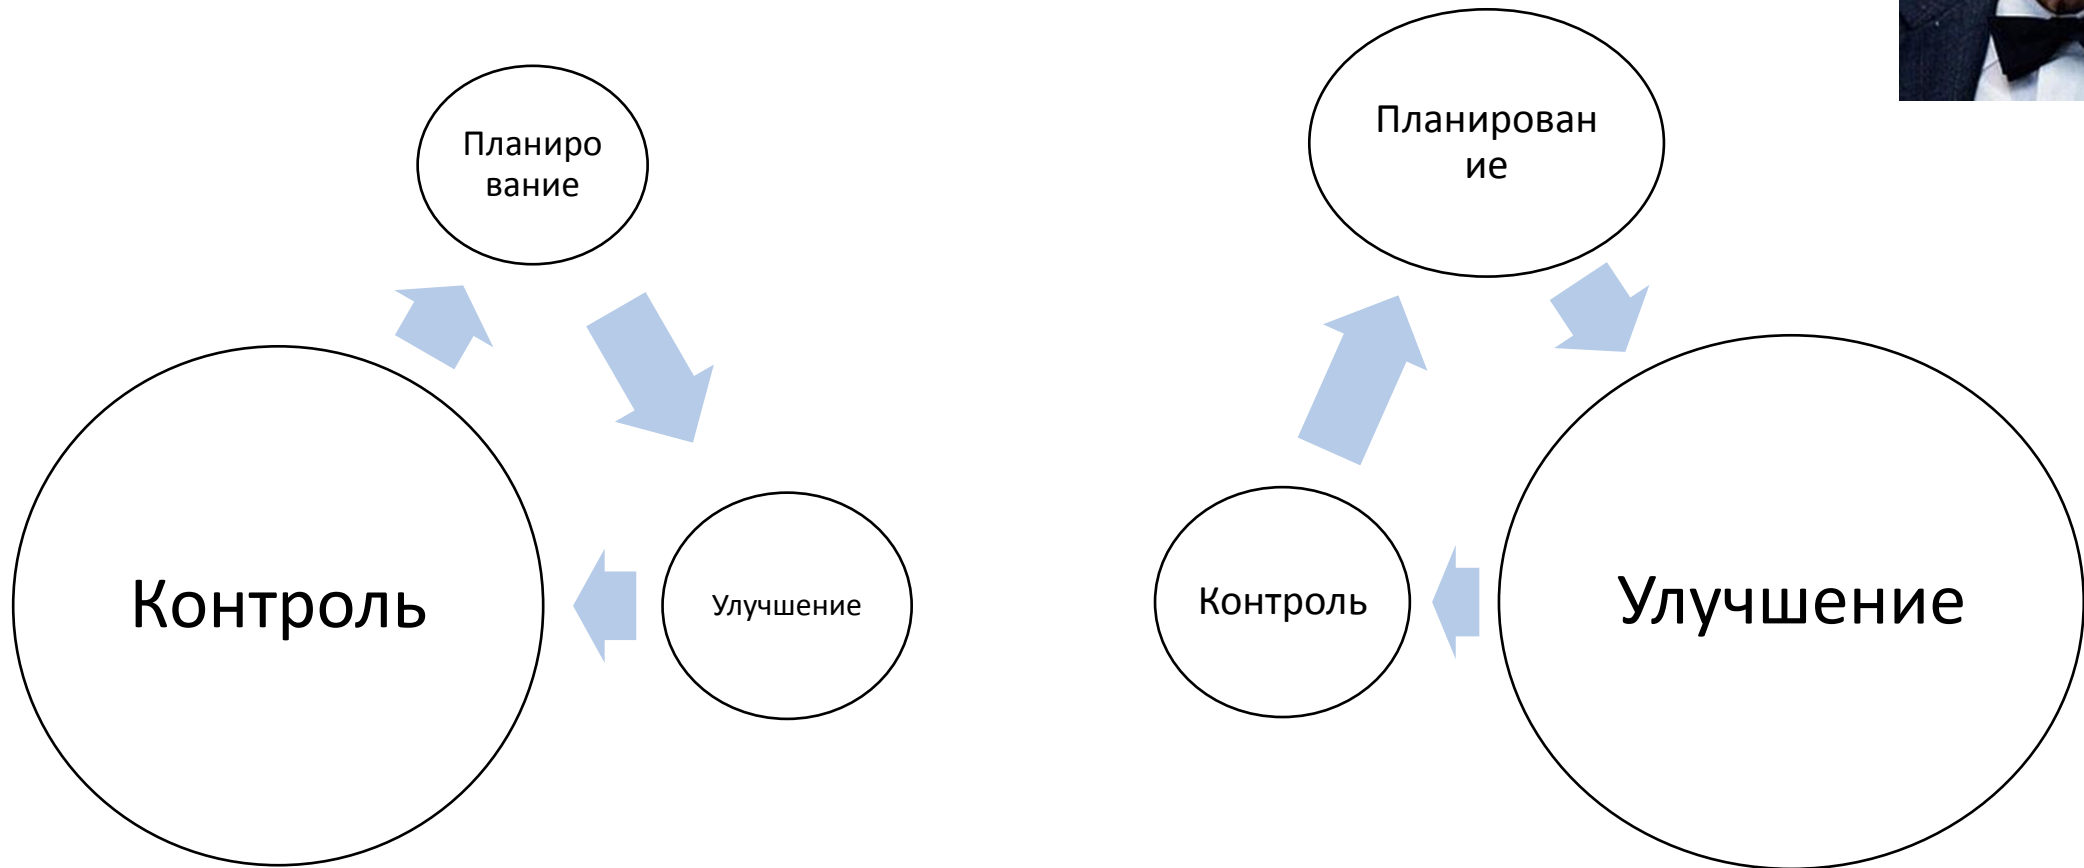 Планиро
вание
Контроль
Улучшение
Планирован
ие
Контроль
Улучшение